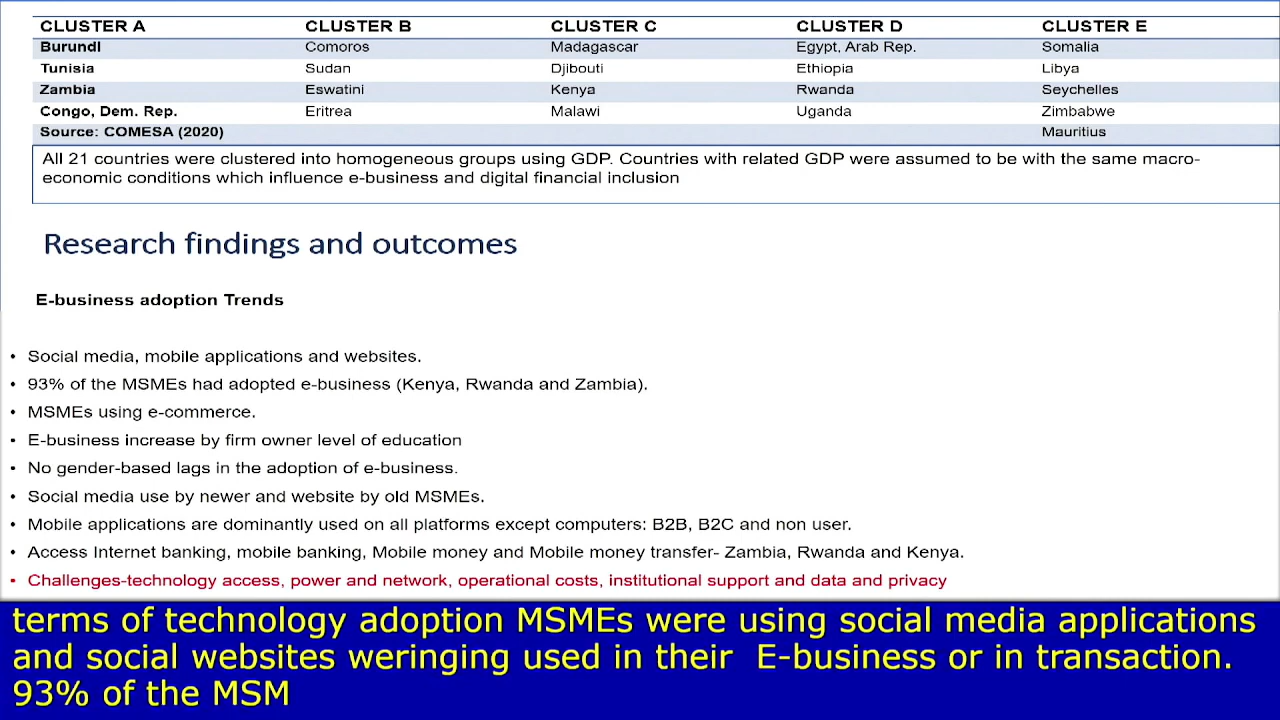 CLUSTER A CLUSTER B CLUSTER C CLUSTER D CLUSTER E
Burundi Comoros Madagascar Egypt, Arab Rep. Somalia
Tunisia Sudan Djibouti Ethiopia Libya
Zambia Eswatini Kenya Rwanda Seychelles
Congo, Dem. Rep. Eritrea Malawi Uganda Zimbabwe
Source: COMESA (2020) Mauritius
All 21 countries were clustered into homogeneous groups using GDP. Countries with related GDP were assumed to be with the same macro-
economic conditions which influence e-business and digital financial inclusion
Research findings and outcomes
E-business adoption Trends
• Social media, mobile applications and websites.
• 93% of the MSMEs had adopted e-business (Kenya, Rwanda and Zambia).
• MSMEs using e-commerce.
• E-business increase by firm owner level of education
• No gender-based lags in the adoption of e-business.
• Social media use by newer and website by old MSMEs.
• Mobile applications are dominantly used on all platforms except computers: B2B, B2C and non user.
• Access Internet banking, mobile banking, Mobile money and Mobile money transfer- Zambia, Rwanda and Kenya.
• Challenges-technology access, power and network, operational costs, institutional support and data and privacy
terms of technology adoption MSMEs were using social media applications
and social websites weringing used in their  E-business or in transaction.
93% of the MSM